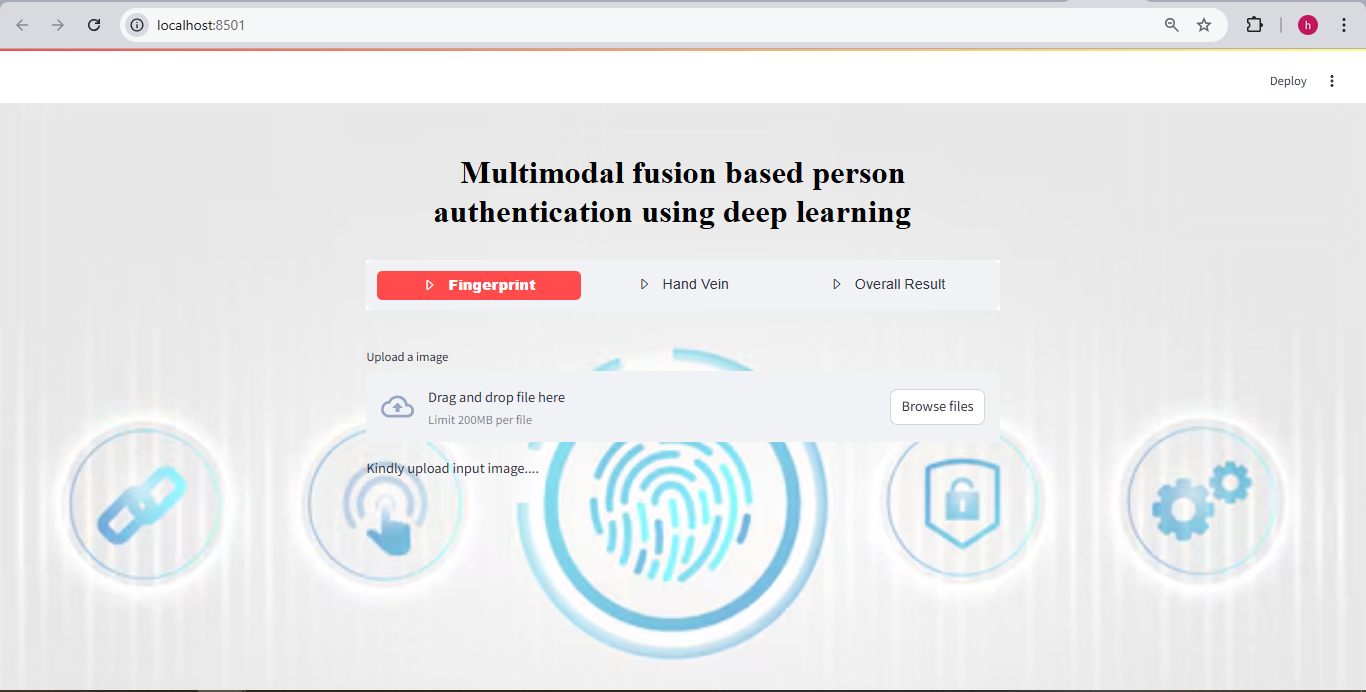 localhost:8501
h
Deploy
Multimodal fusion based person
authentication using deep learning
Fingerprint
Hand Vein
Overall Result
Upload a image
Drag and drop file here
Limit 200MB per file
Browse files
Kindly upload input image....